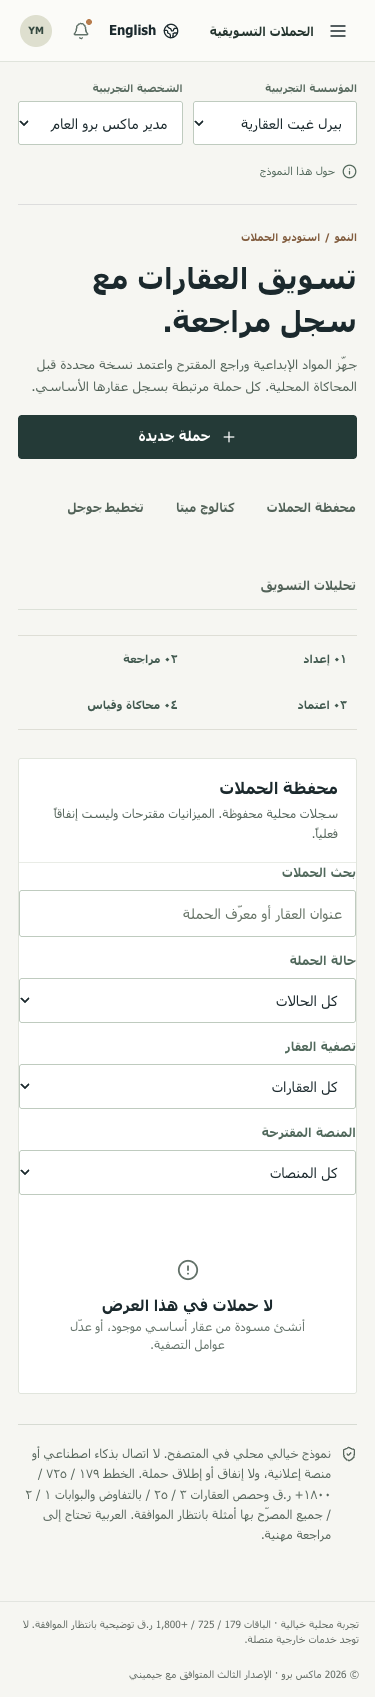 الحملات التسويقية
English
YM
المؤسسة التجريبية
الشخصية التجريبية
بيرل غيت العقارية
مدير ماكس برو العام
حول هذا النموذج
النمو / استوديو الحملات
تسويق العقارات مع
سجل مراجعة.
جهّز المواد الإبداعية وراجع المقترح واعتمد نسخة محددة قبل
المحاكاة المحلية. كل حملة مرتبطة بسجل عقارها الأساسي.
حملة جديدة
محفظة الحملات
كتالوج ميتا
تخطيط جوجل
تحليلات التسويق
٠١ إعداد
٠٢ مراجعة
٠٣ اعتماد
٠٤ محاكاة وقياس
محفظة الحملات
سجلات محلية محفوظة. الميزانيات مقترحات وليست إنفاقاً
فعلياً.
بحث الحملات
عنوان العقار أو معرّف الحملة
حالة الحملة
كل الحالات
تصفية العقار
كل العقارات
المنصة المقترحة
كل المنصات
لا حملات في هذا العرض
أنشئ مسودة من عقار أساسي موجود، أو عدّل
عوامل التصفية.
نموذج خيالي محلي في المتصفح. لا اتصال بذكاء اصطناعي أو
منصة إعلانية، ولا إنفاق أو إطلاق حملة. الخطط ١٧٩ / ٧٢٥ /
١٨٠٠+ ر.ق وحصص العقارات ٣ / ٢٥ / بالتفاوض والبوابات ١ / ٢
/ جميع المصرّح بها أمثلة بانتظار الموافقة. العربية تحتاج إلى
مراجعة مهنية.
تجربة محلية خيالية · الباقات 179 / 725 / +1,800 ر.ق توضيحية بانتظار الموافقة. لا
توجد خدمات خارجية متصلة.
© 2026 ماكس برو · الإصدار الثالث المتوافق مع جيميني